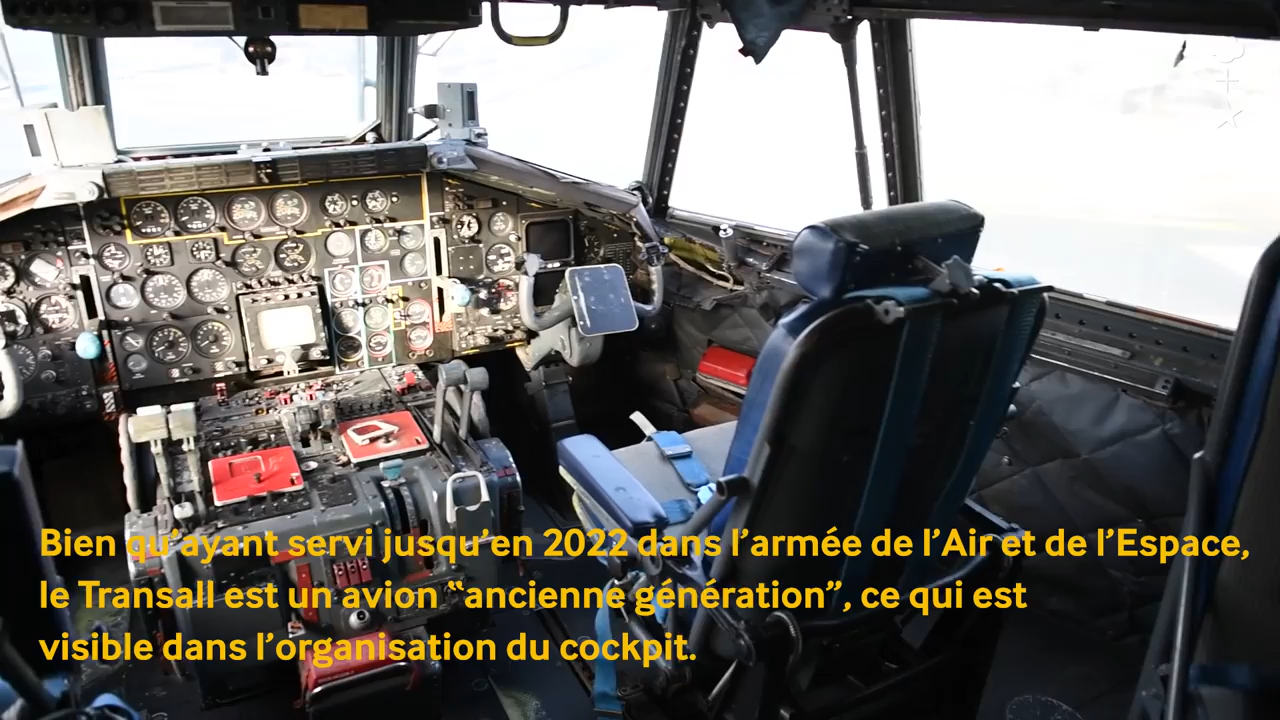 Bien qu’ayant servi jusqu’en 2022 dans l’armée de l’Air et de l’Espace,
le Transall est un avion “ancienne génération”, ce qui est
visible dans l’organisation du cockpit.